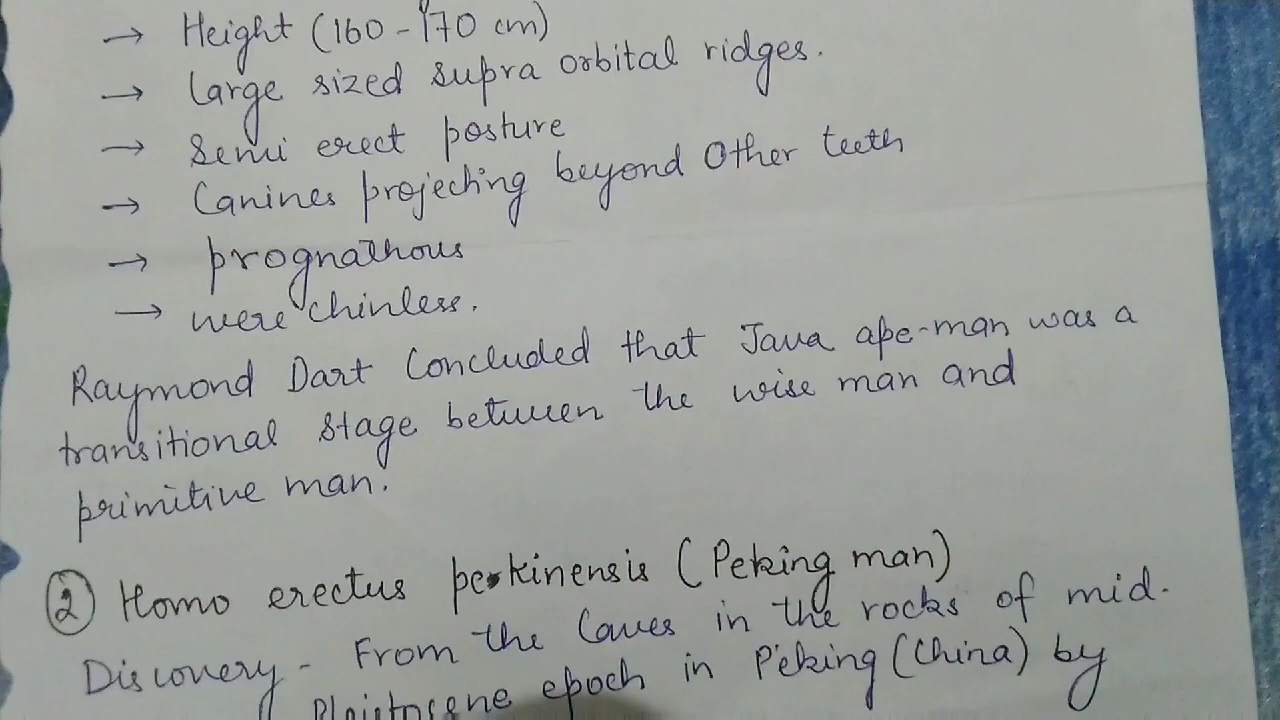 → Height (160-170 cm)
→ large sized supra orbital ridges.
→ Semi erect posture
→ Canines projecting beyond Other teeth
→ prognathous
→ were chinless.
Raymond Dart Concluded that Java ape-man was a
transitional stage between the wise man and
primitive man.
② Homo erectus pekinensis (Peking man)
Discovery - From the Caves in the rocks of mid.
Pleistocene epoch in Peking (China) by